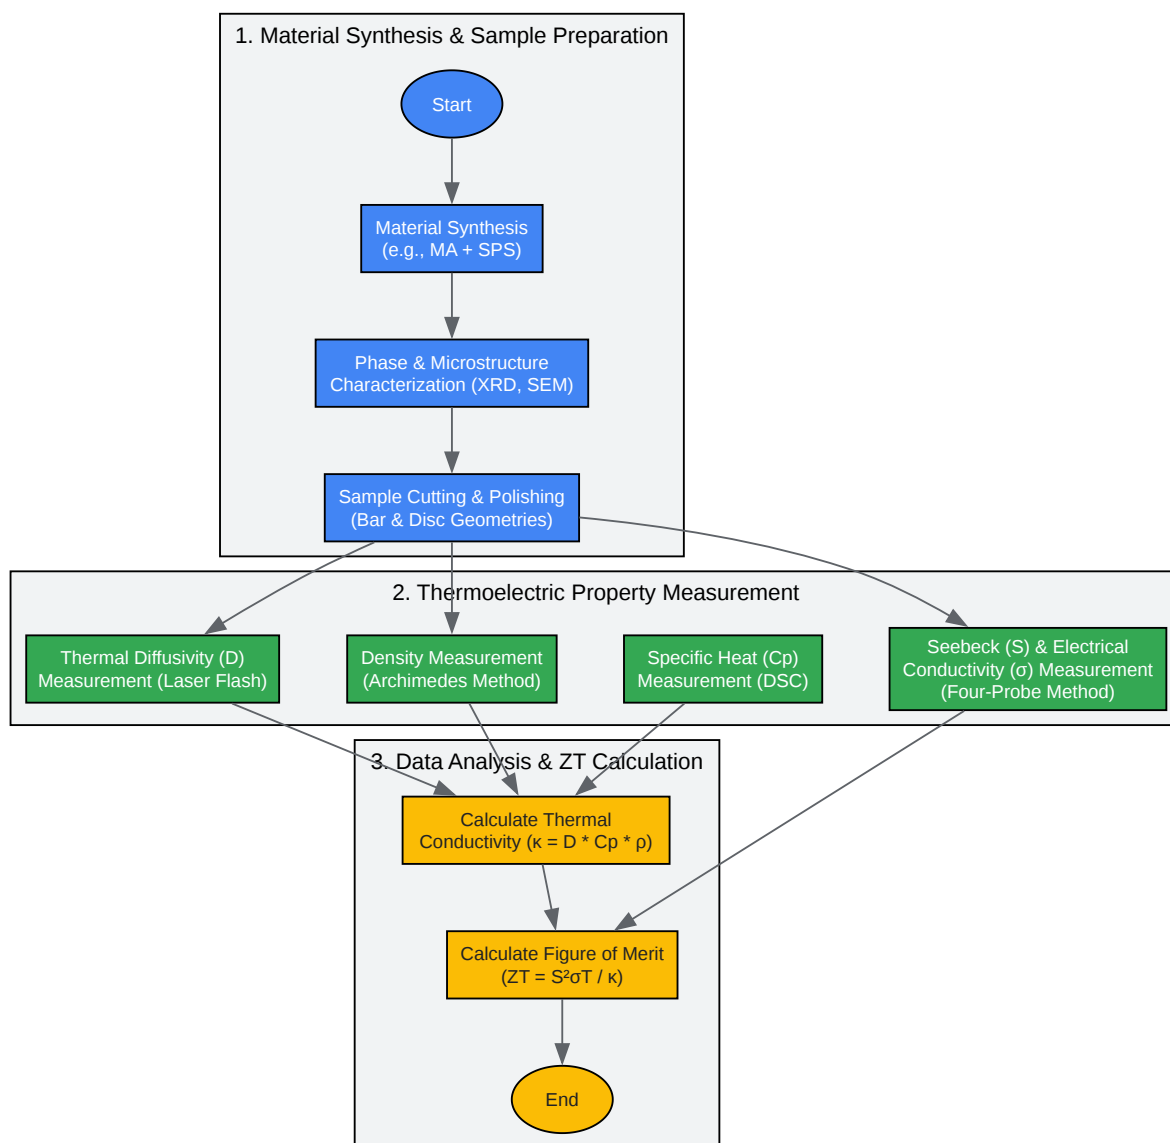 1. Material Synthesis & Sample Preparation
Start
Material Synthesis
(e.g., MA + SPS)
Phase & Microstructure
Characterization (XRD, SEM)
Sample Cutting & Polishing
(Bar & Disc Geometries)
2. Thermoelectric Property Measurement
Thermal Diffusivity (D)
Measurement (Laser Flash)
Density Measurement
(Archimedes Method)
Specific Heat (Cp)
Measurement (DSC)
Seebeck (S) & Electrical
Conductivity (σ) Measurement
(Four-Probe Method)
3. Data Analysis & ZT Calculation
Calculate Thermal
Conductivity (κ = D * Cp * ρ)
Calculate Figure of Merit
(ZT = S²σT / κ)
End